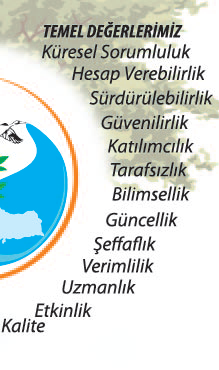 TEMEL DEĞERLERİMİZ
Küresel Sorumluluk
Hesap Verebilirlik
Sürdürülebilirlik
Güvenilirlik
Katılımcılık
Tarafsızlık
Bilimsellik
Güncellik
Şeffaflık
Verimlilik
Uzmanlık
Etkinlik
Kalite